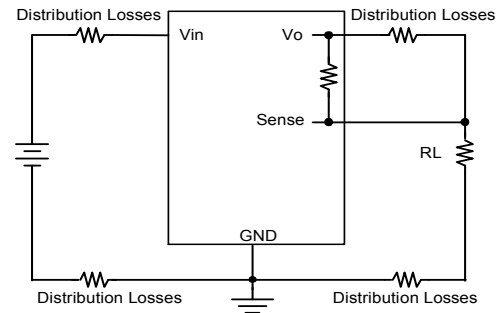 Distribution Losses
Distribution Losses
Vin
Vo
Sense
RL
GND
Distribution Losses
Distribution Losses